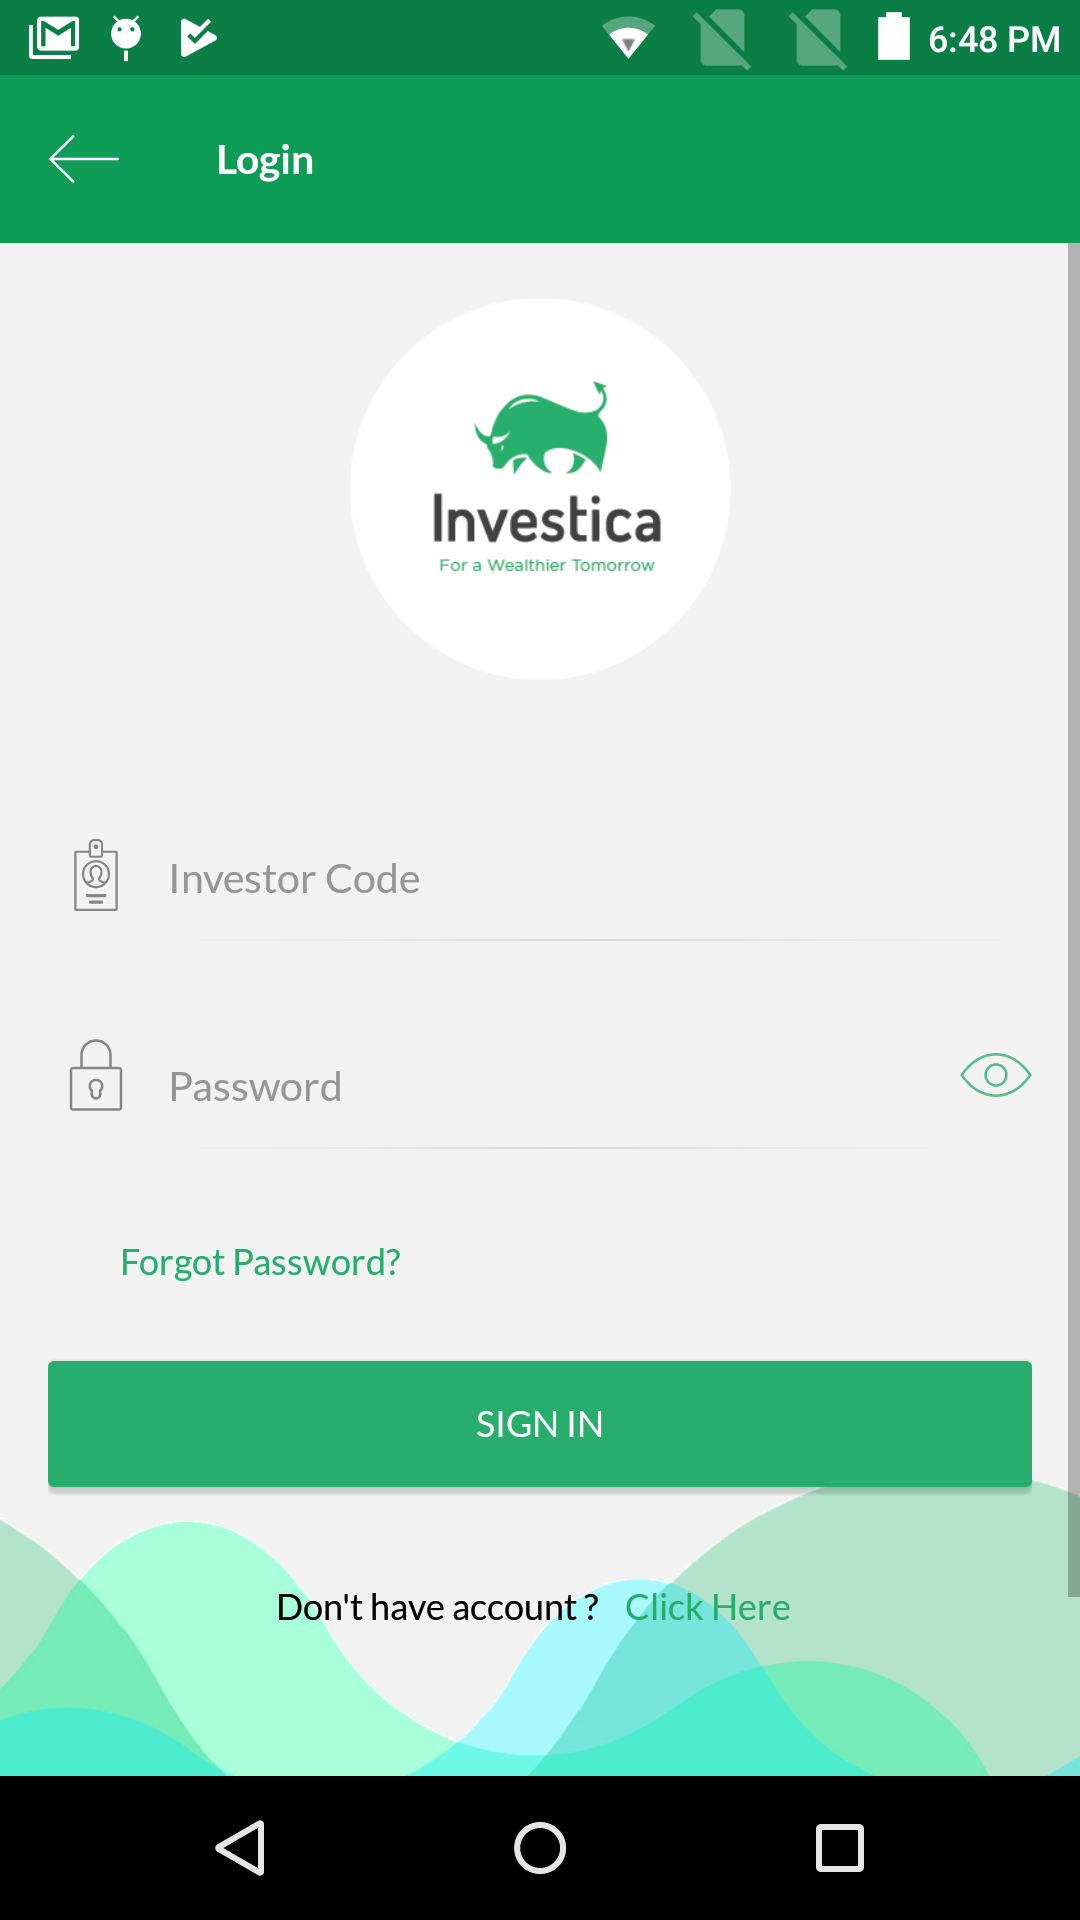 6:48 PM
Login
Investica
For a Wealthier Tomorrow
Investor Code
Password
Forgot Password?
SIGN IN
Don't have account ? Click Here